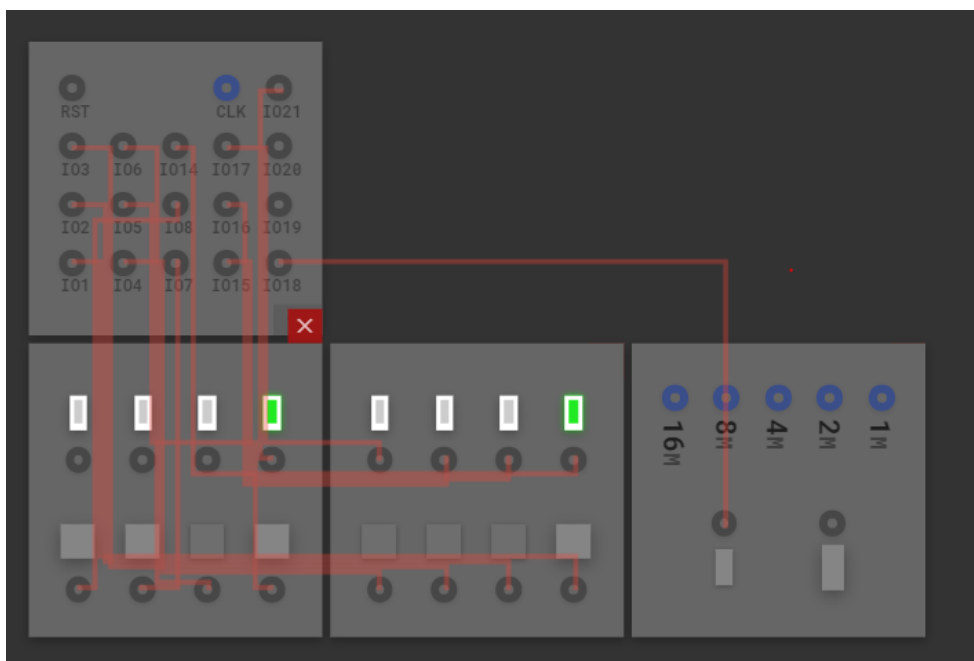 RST CLK IO21
IO3 IO6 IO14 IO17 IO20
IO2 IO5 IO8 IO16 IO19
IO1 IO4 IO7 IO15 IO18
16M 8M 4M 2M 1M